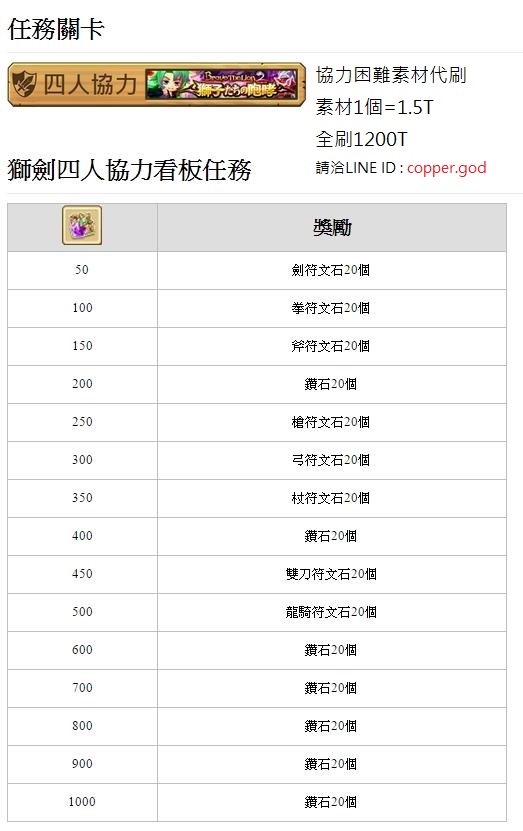 任務關卡
四人協力
Brave The Lion 2
獅子たちの咆哮
協力困難素材代刷
素材1個=1.5T
全刷1200T
請洽LINE ID : copper.god
獅劍四人協力看板任務
獎勵
50 劍符文石20個
100 拳符文石20個
150 斧符文石20個
200 鑽石20個
250 槍符文石20個
300 弓符文石20個
350 杖符文石20個
400 鑽石20個
450 雙刀符文石20個
500 龍騎符文石20個
600 鑽石20個
700 鑽石20個
800 鑽石20個
900 鑽石20個
1000 鑽石20個